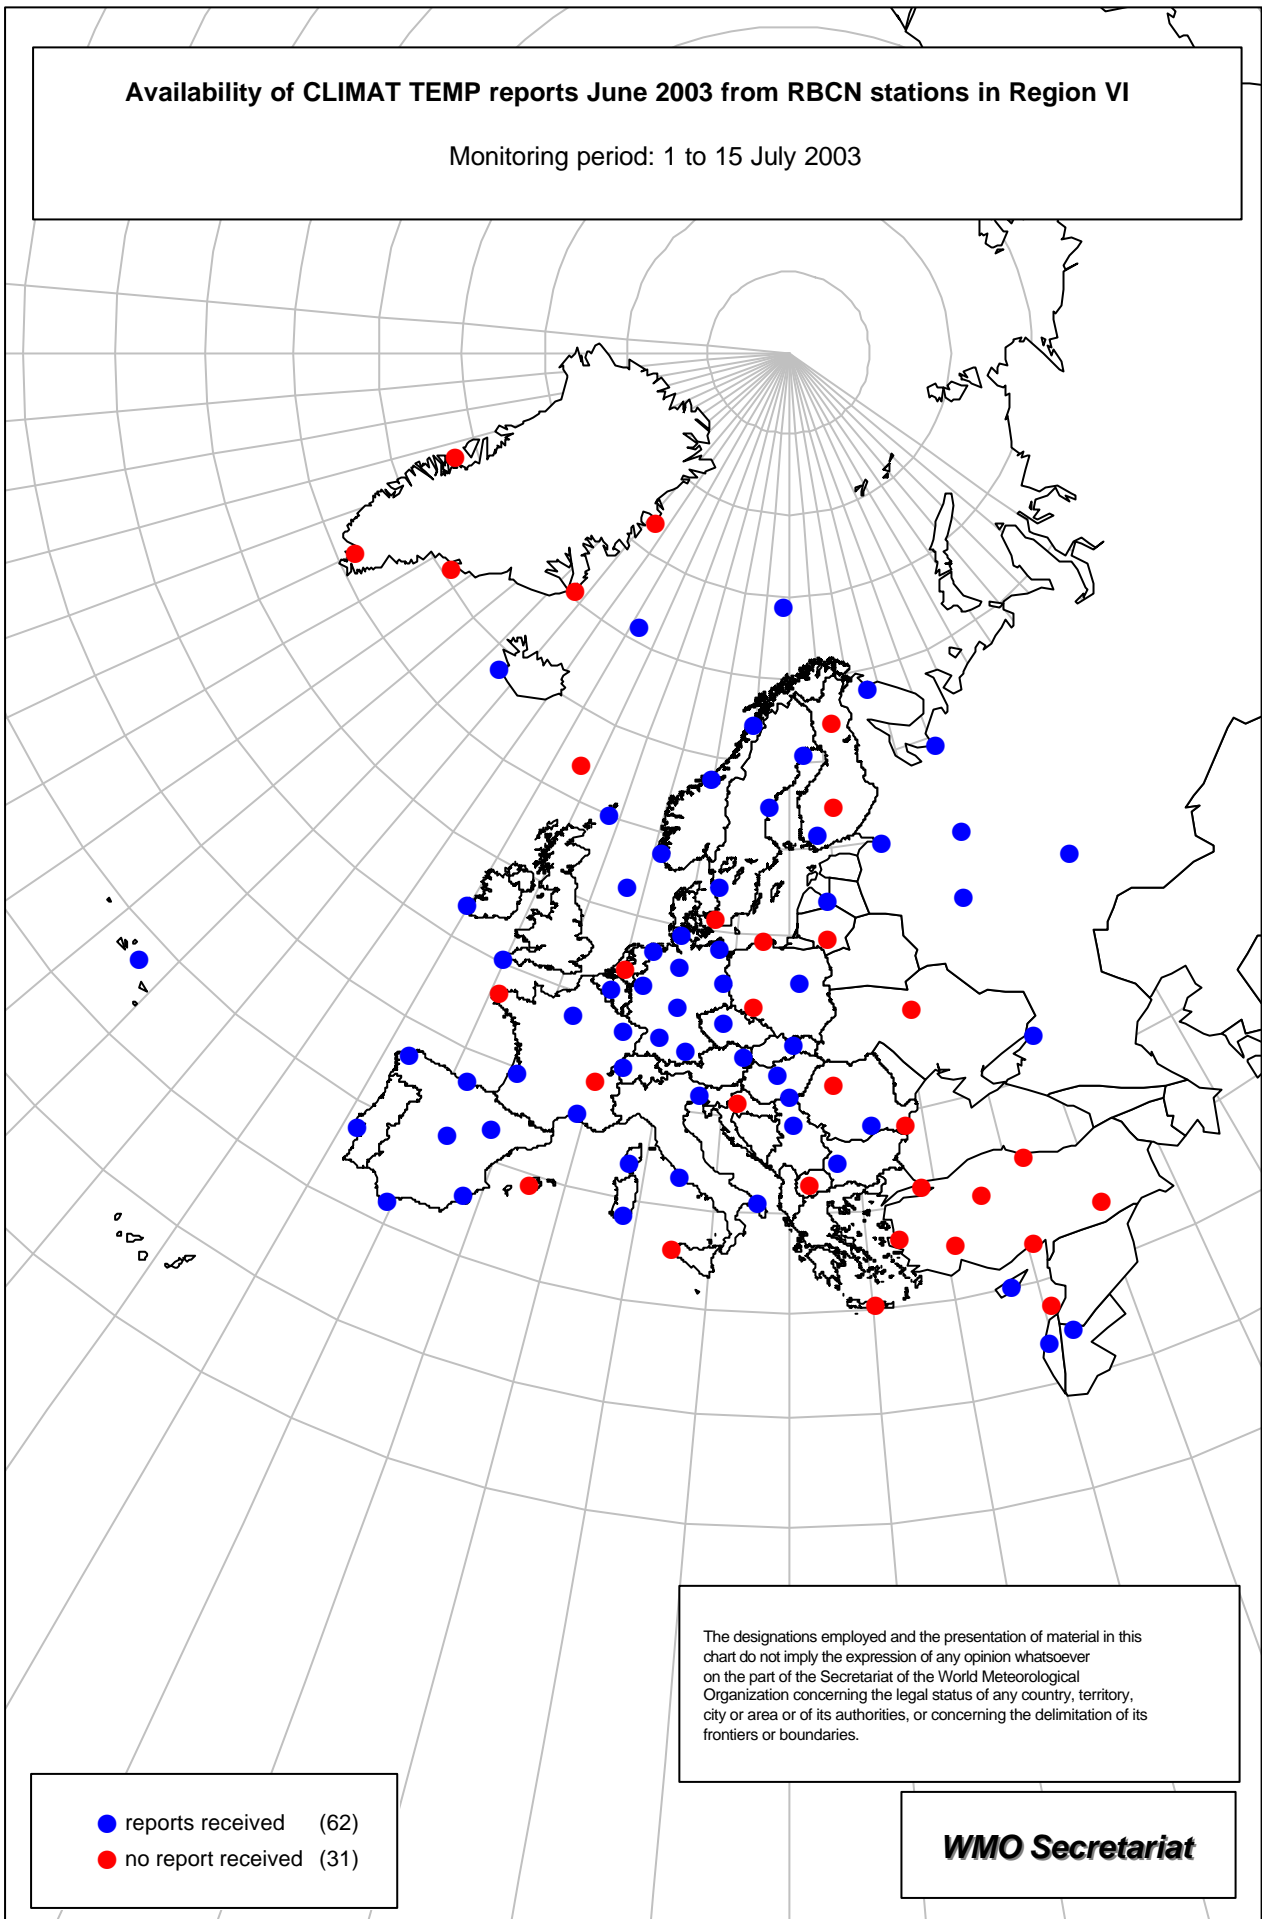 Availability of CLIMAT TEMP reports June 2003 from RBCN stations in Region VI
Monitoring period: 1 to 15 July 2003
The designations employed and the presentation of material in this
chart do not imply the expression of any opinion whatsoever
on the part of the Secretariat of the World Meteorological
Organization concerning the legal status of any country, territory,
city or area or of its authorities, or concerning the delimitation of its
frontiers or boundaries.
reports received (62)
no report received (31)
WMO Secretariat